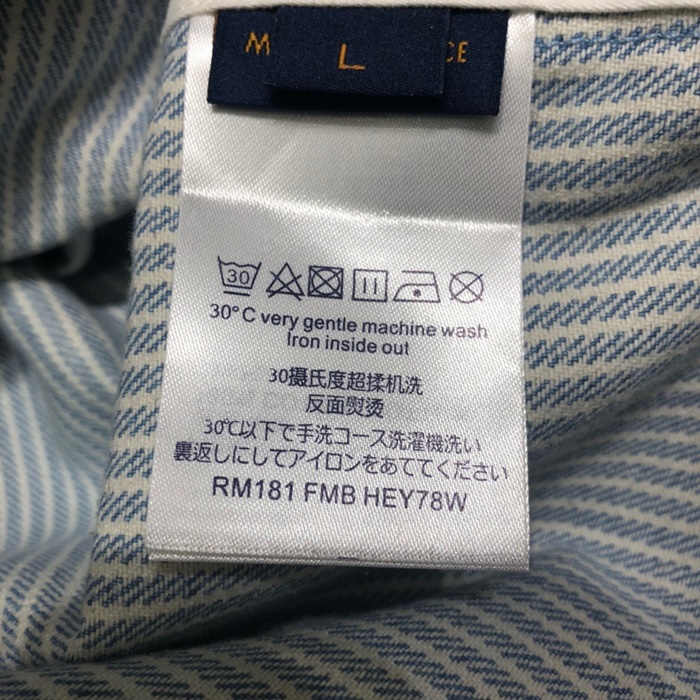 L
30
30°C very gentle machine wash
Iron inside out
30摄氏度超揉机洗
反面熨烫
30℃以下で手洗コース洗濯機洗い
裏返しにしてアイロンをあててください
RM181 FMB HEY78W